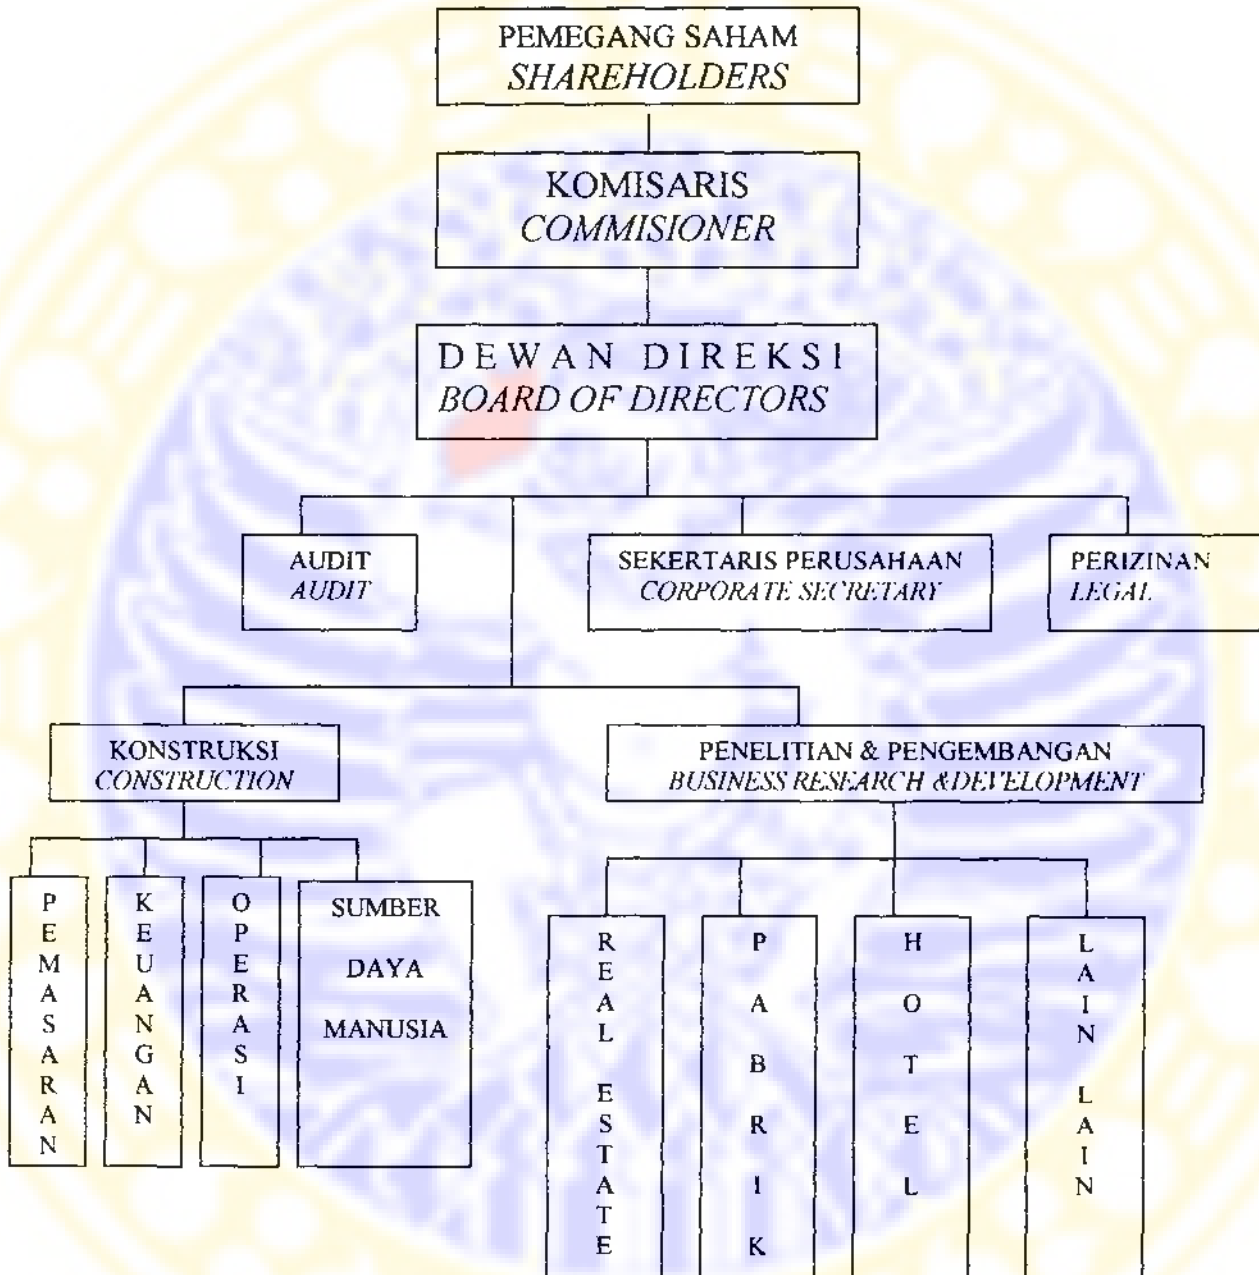 PEMEGANG SAHAM
SHAREHOLDERS
KOMISARIS
COMMISIONER
DEWAN DIREKSI
BOARD OF DIRECTORS
AUDIT
AUDIT
SEKERTARIS PERUSAHAAN
CORPORATE SECRETARY
PERIZINAN
LEGAL
KONSTRUKSI
CONSTRUCTION
PENELITIAN & PENGEMBANGAN
BUSINESS RESEARCH & DEVELOPMENT
PEMASARAN
KEUANGAN
OPERASI
SUMBER
DAYA
MANUSIA
REAL ESTATE
PABRIK
HOTEL
LAIN LAIN